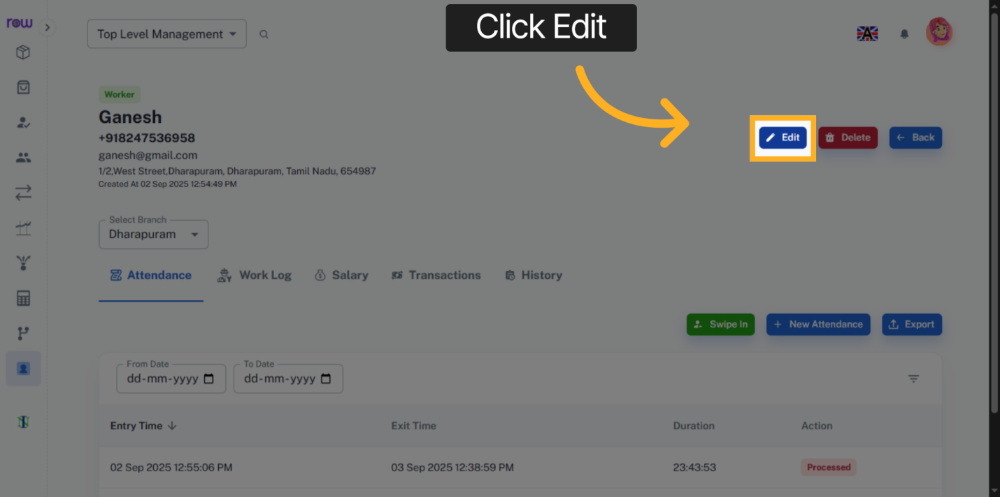 Click Edit
row
Top Level Management
A
Worker
Ganesh
+918247536958
ganesh@gmail.com
1/2,West Street,Dharapuram, Dharapuram, Tamil Nadu, 654987
Created At 02 Sep 2025 12:54:49 PM
Edit
Delete
Back
Select Branch
Dharapuram
Attendance
Work Log
Salary
Transactions
History
Swipe In
New Attendance
Export
From Date
To Date
dd-mm-yyyy
dd-mm-yyyy
Entry Time
Exit Time
Duration
Action
02 Sep 2025 12:55:06 PM
03 Sep 2025 12:38:59 PM
23:43:53
Processed